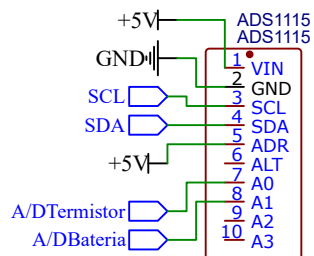 +5V
ADS1115
ADS1115
GND
1 VIN
2 GND
SCL
3 SCL
SDA
4 SDA
+5V
5 ADR
6 ALT
7 A0
A/DTermistor
8 A1
9 A2
A/DBateria
10 A3